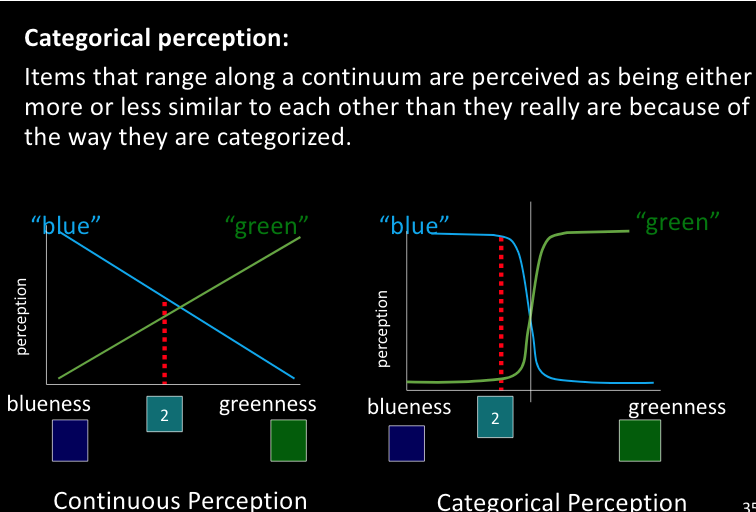 Categorical perception:
Items that range along a continuum are perceived as being either
more or less similar to each other than they really are because of
the way they are categorized.
“blue”
“green”
perception
blueness
2
greenness
Continuous Perception
“blue”
“green”
perception
blueness
2
greenness
Categorical Perception